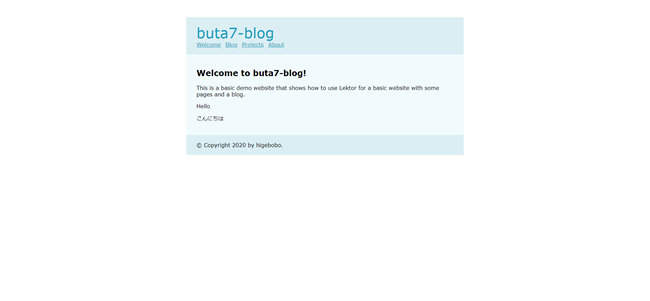 buta7-blog
Welcome Blog Projects About
Welcome to buta7-blog!
This is a basic demo website that shows how to use Lektor for a basic website with some
pages and a blog.
Hello
こんにちは
© Copyright 2020 by higebobo.